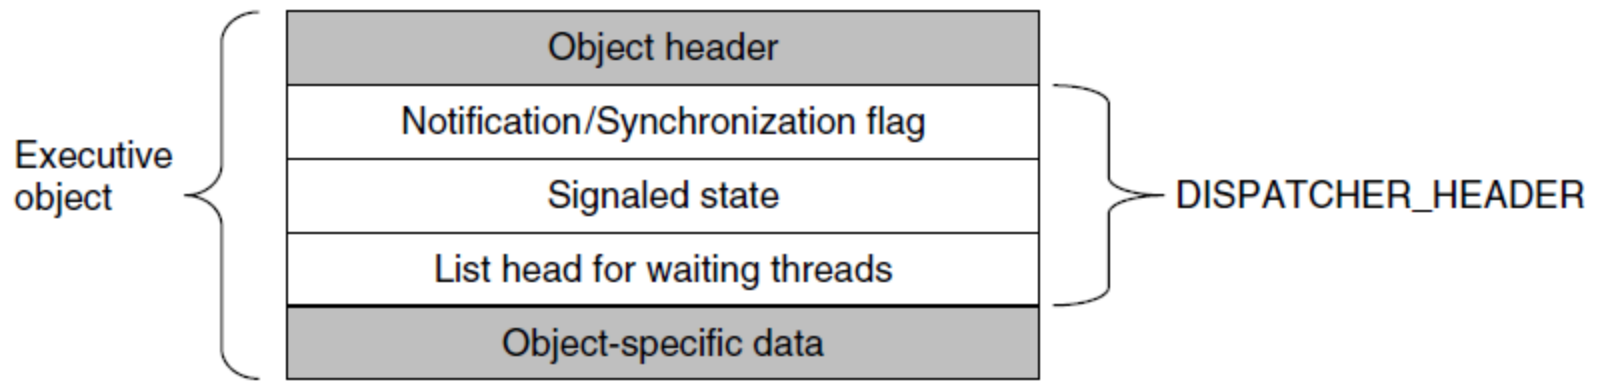 Object header
Notification/Synchronization flag
Executive
object
Signaled state
DISPATCHER_HEADER
List head for waiting threads
Object-specific data